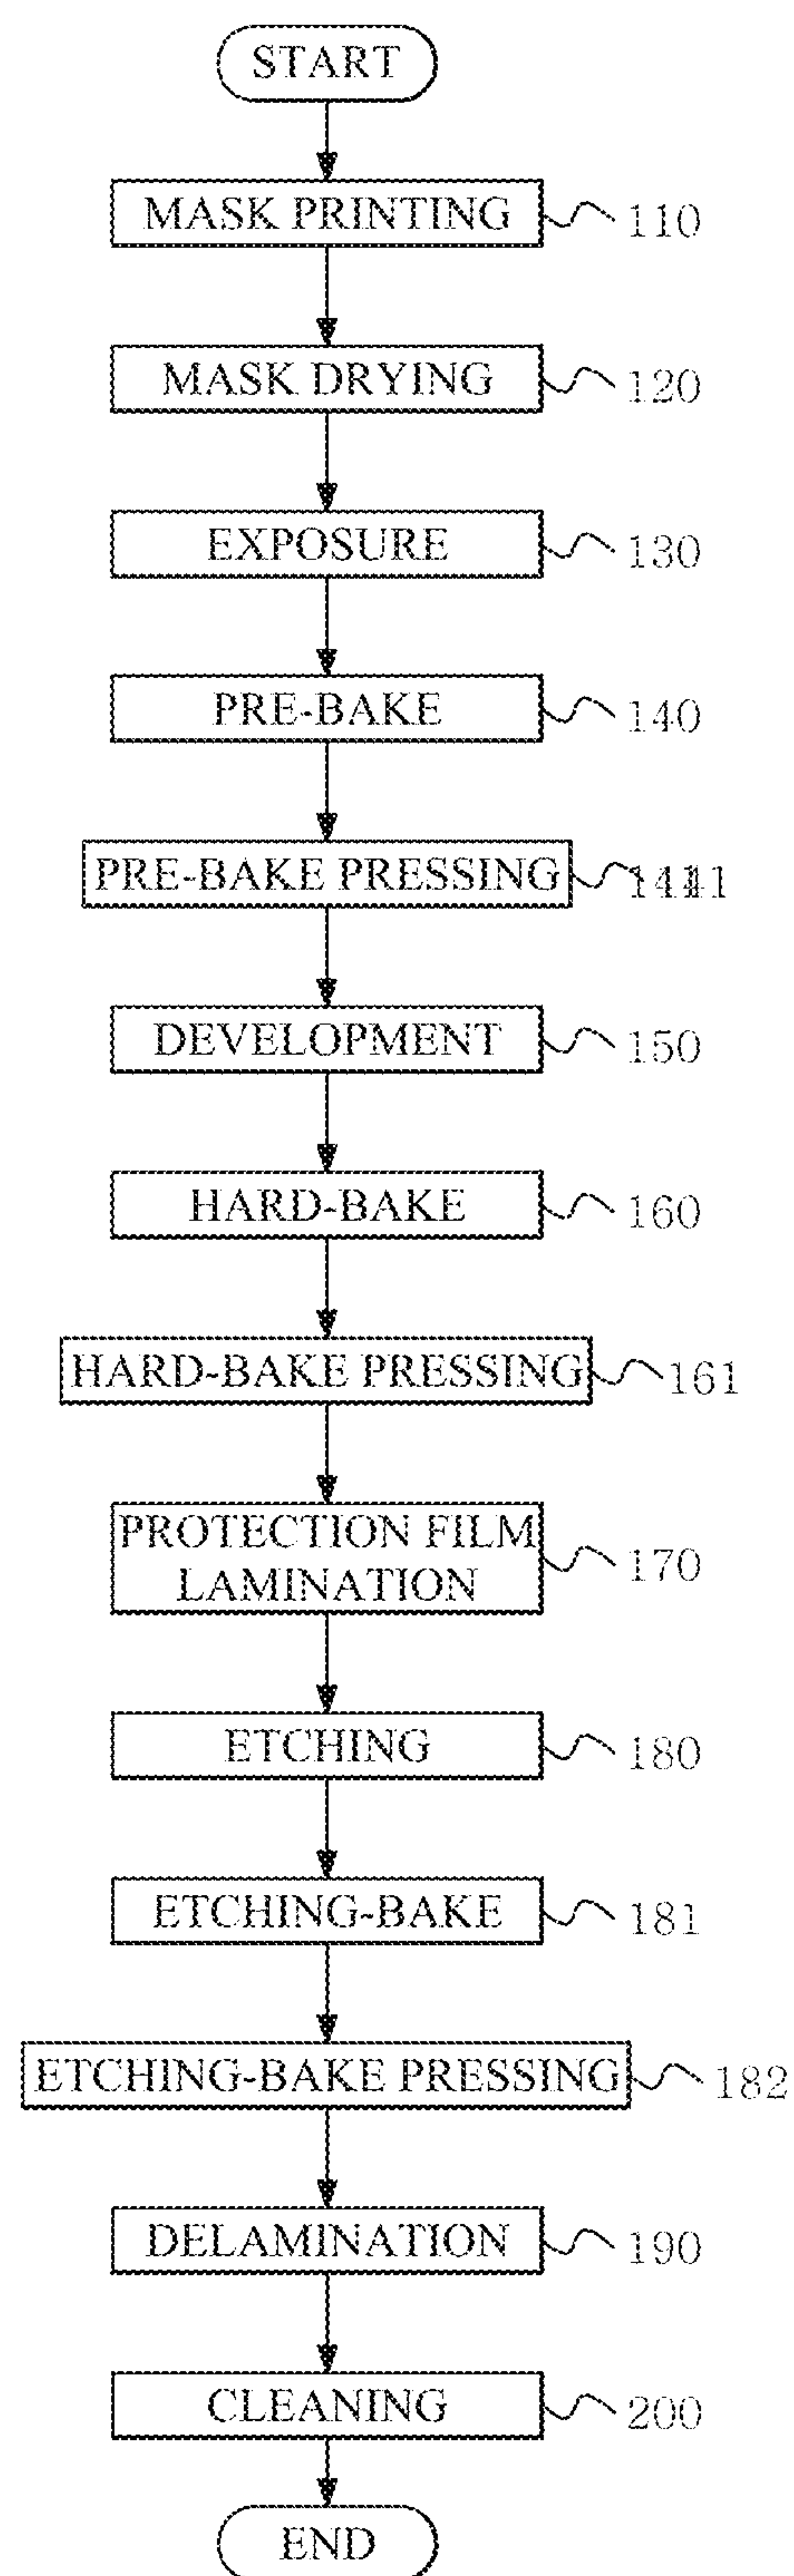 START
MASK PRINTING 110
MASK DRYING 120
EXPOSURE 130
PRE-BAKE 140
PRE-BAKE PRESSING
DEVELOPMENT 150
HARD-BAKE 160
HARD-BAKE PRESSING 161
PROTECTION FILM
LAMINATION 170
ETCHING 180
ETCHING-BAKE 181
ETCHING-BAKE PRESSING 182
DELAMINATION 190
CLEANING 200
END